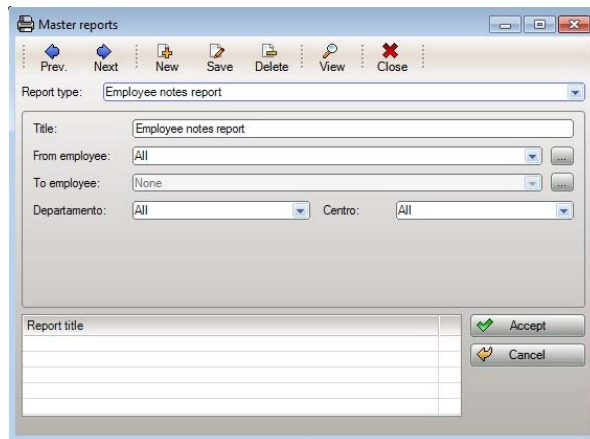 Master reports
Prev. Next New Save Delete View Close
Report type: Employee notes report
Title: Employee notes report
From employee: All ...
To employee: None ...
Departamento: All Centro: All
Report title
Accept
Cancel